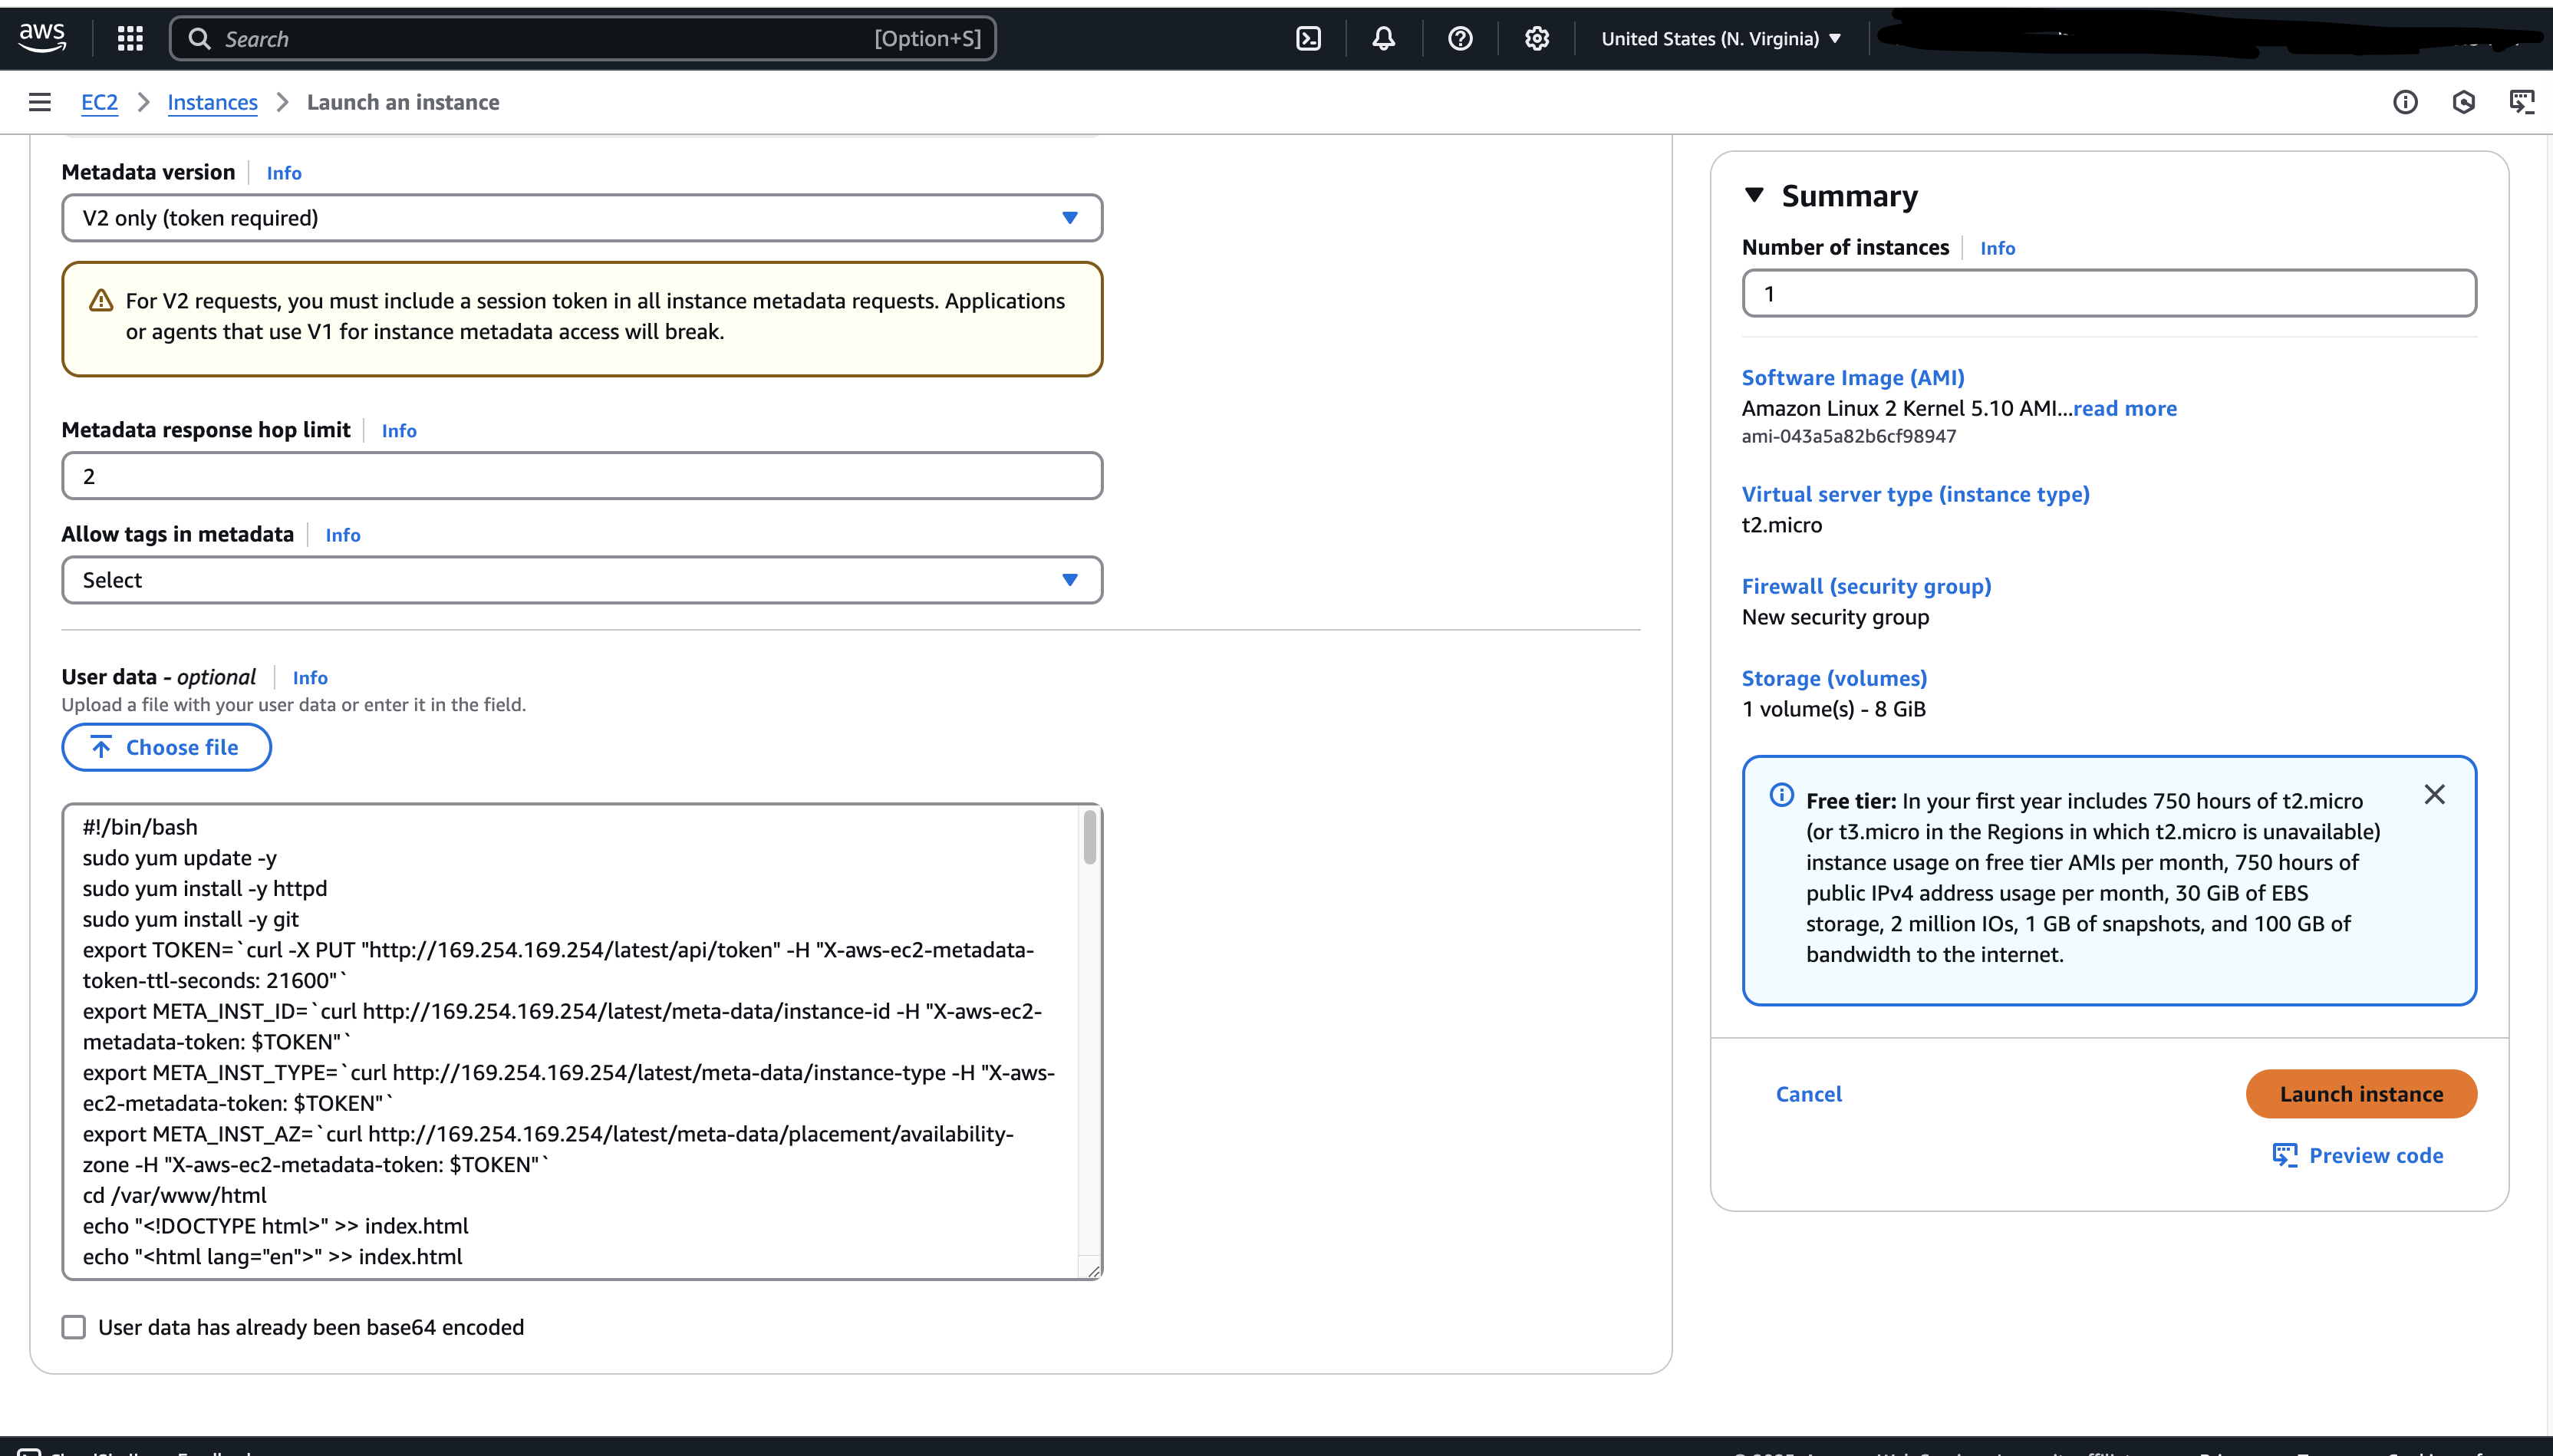 aws
Search [Option+S]
United States (N. Virginia)
EC2 Instances Launch an instance
Metadata version Info
V2 only (token required)
For V2 requests, you must include a session token in all instance metadata requests. Applications
or agents that use V1 for instance metadata access will break.
Metadata response hop limit Info
2
Allow tags in metadata Info
Select
User data - optional Info
Upload a file with your user data or enter it in the field.
Choose file
#!/bin/bash
sudo yum update -y
sudo yum install -y httpd
sudo yum install -y git
export TOKEN=`curl -X PUT "http://169.254.169.254/latest/api/token" -H "X-aws-ec2-metadata-
token-ttl-seconds: 21600"`
export META_INST_ID=`curl http://169.254.169.254/latest/meta-data/instance-id -H "X-aws-ec2-
metadata-token: $TOKEN"`
export META_INST_TYPE=`curl http://169.254.169.254/latest/meta-data/instance-type -H "X-aws-
ec2-metadata-token: $TOKEN"`
export META_INST_AZ=`curl http://169.254.169.254/latest/meta-data/placement/availability-
zone -H "X-aws-ec2-metadata-token: $TOKEN"`
cd /var/www/html
echo "<!DOCTYPE html>" >> index.html
echo "<html lang="en">" >> index.html
User data has already been base64 encoded
Summary
Number of instances Info
1
Software Image (AMI)
Amazon Linux 2 Kernel 5.10 AMI...read more
ami-043a5a82b6cf98947
Virtual server type (instance type)
t2.micro
Firewall (security group)
New security group
Storage (volumes)
1 volume(s) - 8 GiB
Free tier: In your first year includes 750 hours of t2.micro
(or t3.micro in the Regions in which t2.micro is unavailable)
instance usage on free tier AMIs per month, 750 hours of
public IPv4 address usage per month, 30 GiB of EBS
storage, 2 million IOs, 1 GB of snapshots, and 100 GB of
bandwidth to the internet.
Cancel
Launch instance
Preview code